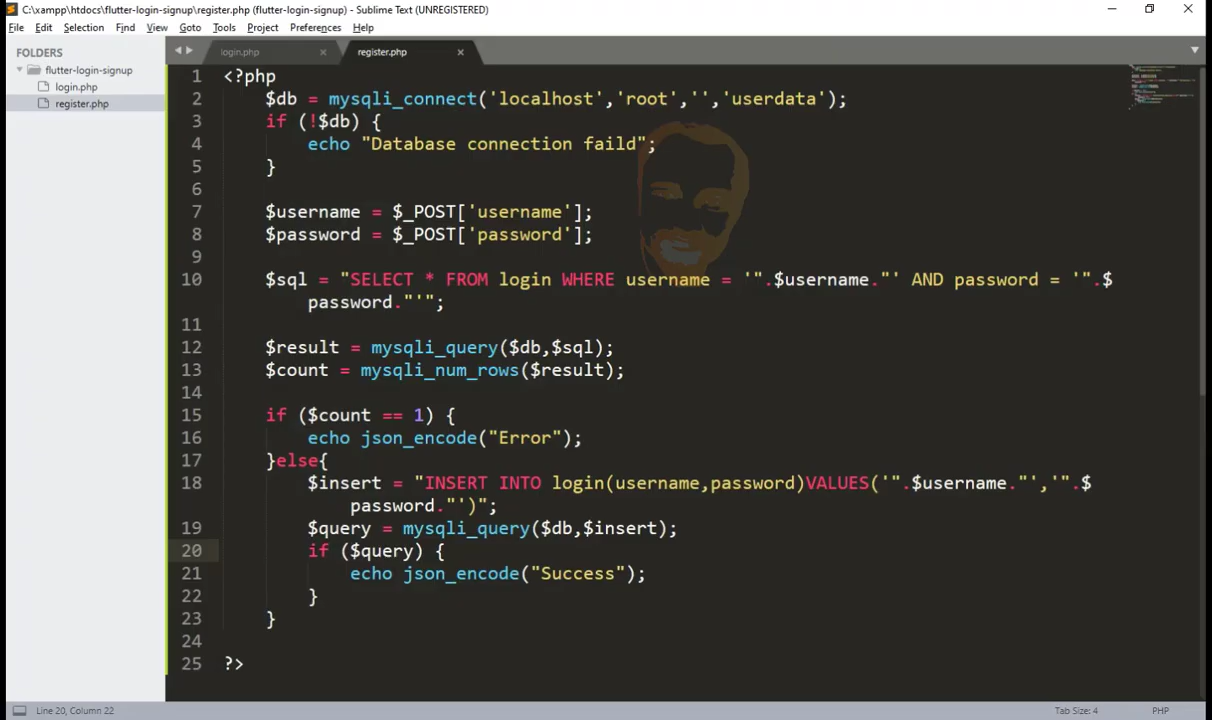 C:\xampp\htdocs\flutter-login-signup\register.php (flutter-login-signup) - Sublime Text (UNREGISTERED)
File Edit Selection Find View Goto Tools Project Preferences Help
FOLDERS
flutter-login-signup
login.php
register.php
login.php register.php
1 <?php
2 $db = mysqli_connect('localhost','root','','userdata');
3 if (!$db) {
4 echo "Database connection faild";
5 }
6
7 $username = $_POST['username'];
8 $password = $_POST['password'];
9
10 $sql = "SELECT * FROM login WHERE username = '".$username."' AND password = '".$
password."'";
11
12 $result = mysqli_query($db,$sql);
13 $count = mysqli_num_rows($result);
14
15 if ($count == 1) {
16 echo json_encode("Error");
17 }else{
18 $insert = "INSERT INTO login(username,password)VALUES('".$username."','".$
password."')";
19 $query = mysqli_query($db,$insert);
20 if ($query) {
21 echo json_encode("Success");
22 }
23 }
24
25 ?>
Line 20, Column 22 Tab Size: 4 PHP